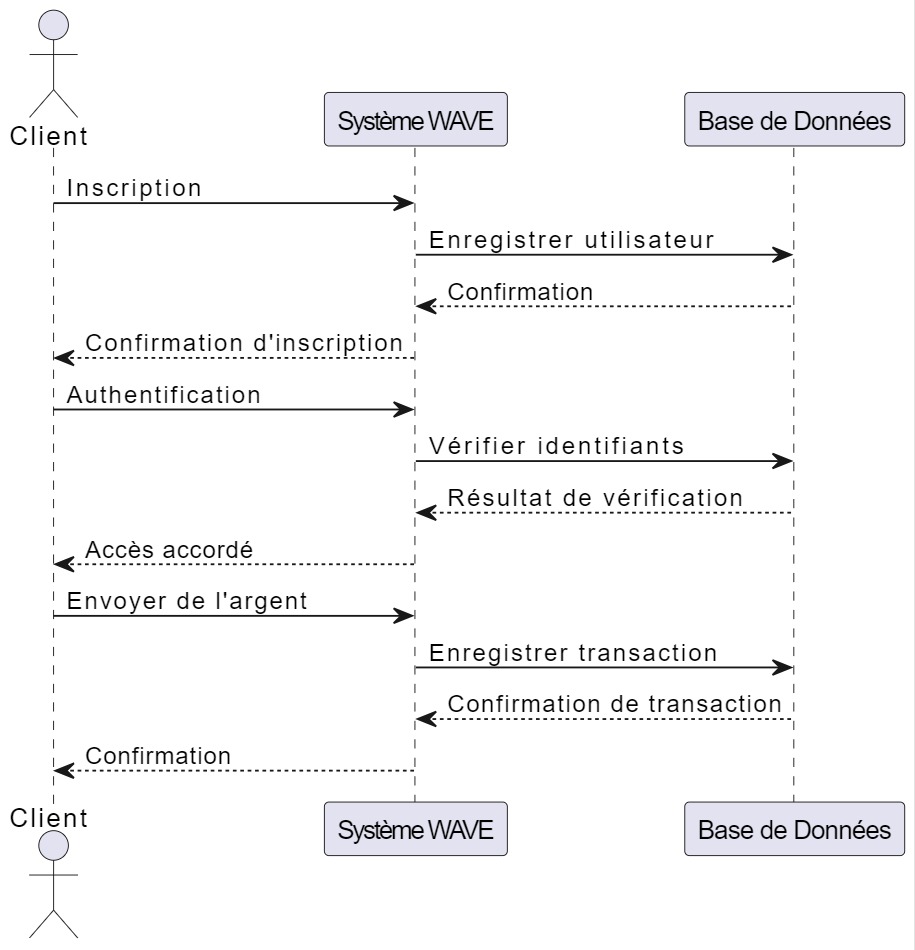 Client
Système WAVE
Base de Données
Inscription
Enregistrer utilisateur
Confirmation
Confirmation d'inscription
Authentification
Vérifier identifiants
Résultat de vérification
Accès accordé
Envoyer de l'argent
Enregistrer transaction
Confirmation de transaction
Confirmation
Client
Système WAVE
Base de Données